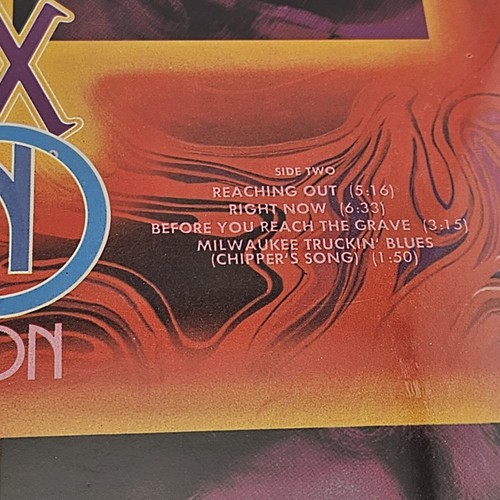 X
N
ON
SIDE TWO
REACHING OUT (5:16)
RIGHT NOW (6:33)
BEFORE YOU REACH THE GRAVE (3:15)
MILWAUKEE TRUCKIN' BLUES
(CHIPPER'S SONG) (1:50)